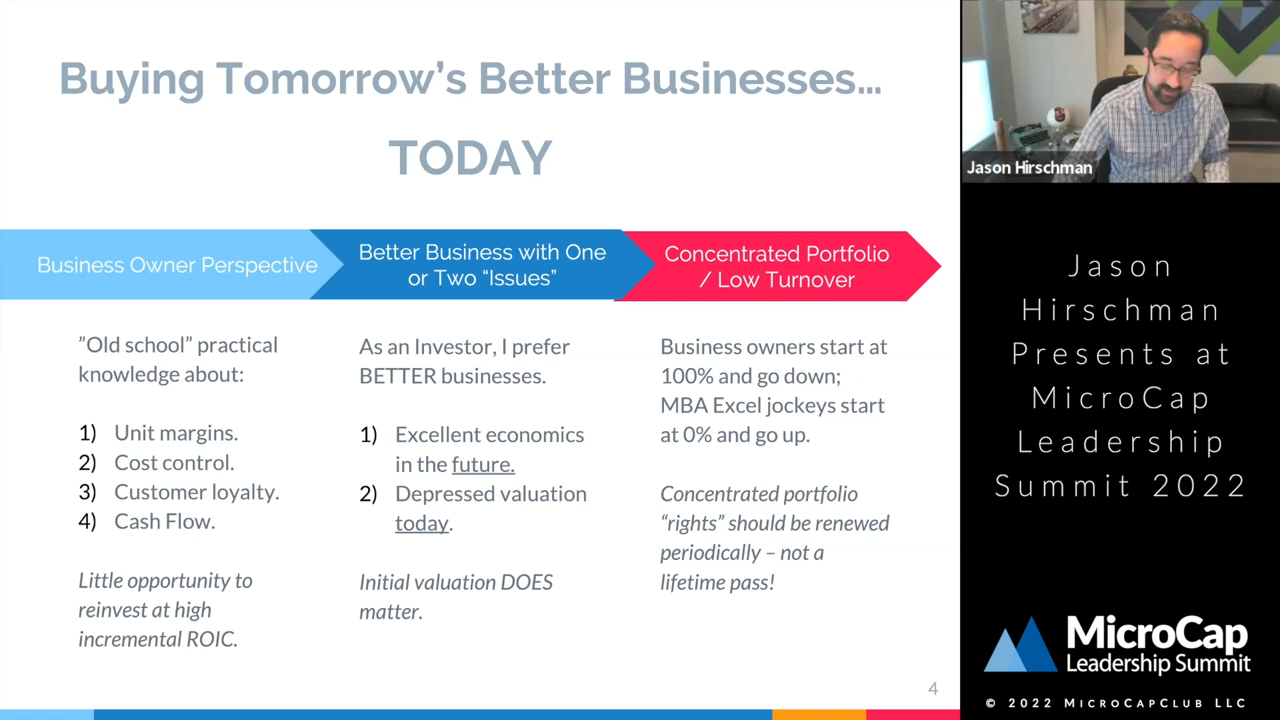 Buying Tomorrow’s Better Businesses…
TODAY
Business Owner Perspective
Better Business with One
or Two “Issues”
Concentrated Portfolio
/ Low Turnover
”Old school” practical
knowledge about:
1) Unit margins.
2) Cost control.
3) Customer loyalty.
4) Cash Flow.
Little opportunity to
reinvest at high
incremental ROIC.
As an Investor, I prefer
BETTER businesses.
1) Excellent economics
in the future.
2) Depressed valuation
today.
Initial valuation DOES
matter.
Business owners start at
100% and go down;
MBA Excel jockeys start
at 0% and go up.
Concentrated portfolio
“rights” should be renewed
periodically – not a
lifetime pass!
4
Jason Hirschman
Jason
Hirschman
Presents at
MicroCap
Leadership
Summit 2022
MicroCap
Leadership Summit
© 2022 MICROCAPCLUB LLC